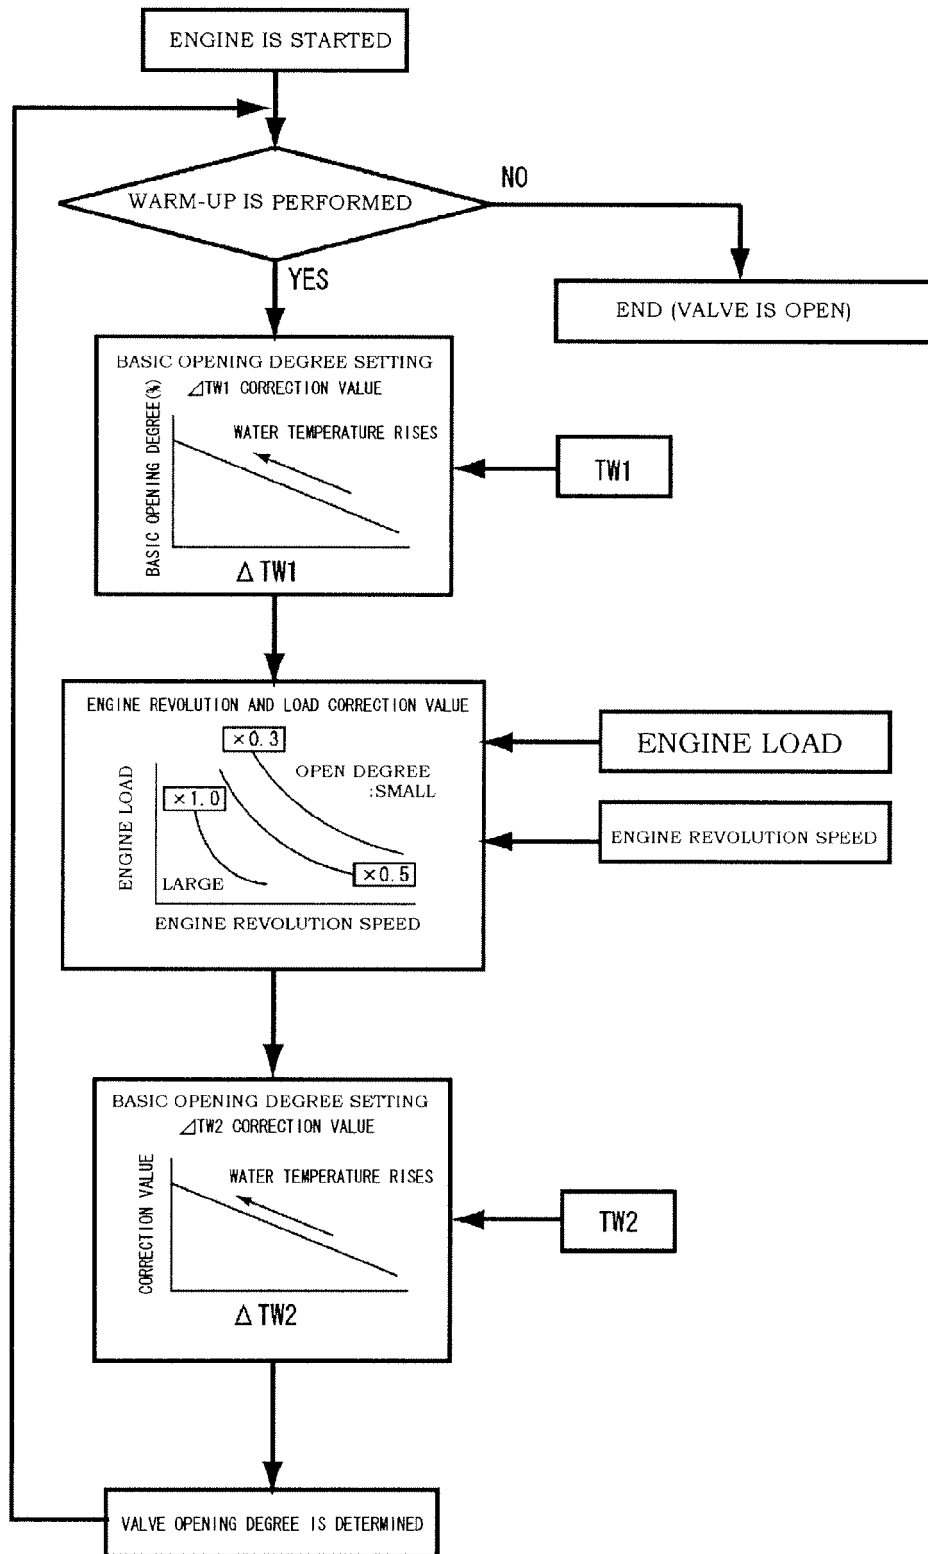 ENGINE IS STARTED
WARM-UP IS PERFORMED
NO
YES
END (VALVE IS OPEN)
BASIC OPENING DEGREE SETTING
⊿TW1 CORRECTION VALUE
BASIC OPENING DEGREE(%)
WATER TEMPERATURE RISES
Δ TW1
TW1
ENGINE REVOLUTION AND LOAD CORRECTION VALUE
×0.3
OPEN DEGREE
:SMALL
×1.0
ENGINE LOAD
LARGE
×0.5
ENGINE REVOLUTION SPEED
ENGINE LOAD
ENGINE REVOLUTION SPEED
BASIC OPENING DEGREE SETTING
⊿TW2 CORRECTION VALUE
CORRECTION VALUE
WATER TEMPERATURE RISES
Δ TW2
TW2
VALVE OPENING DEGREE IS DETERMINED